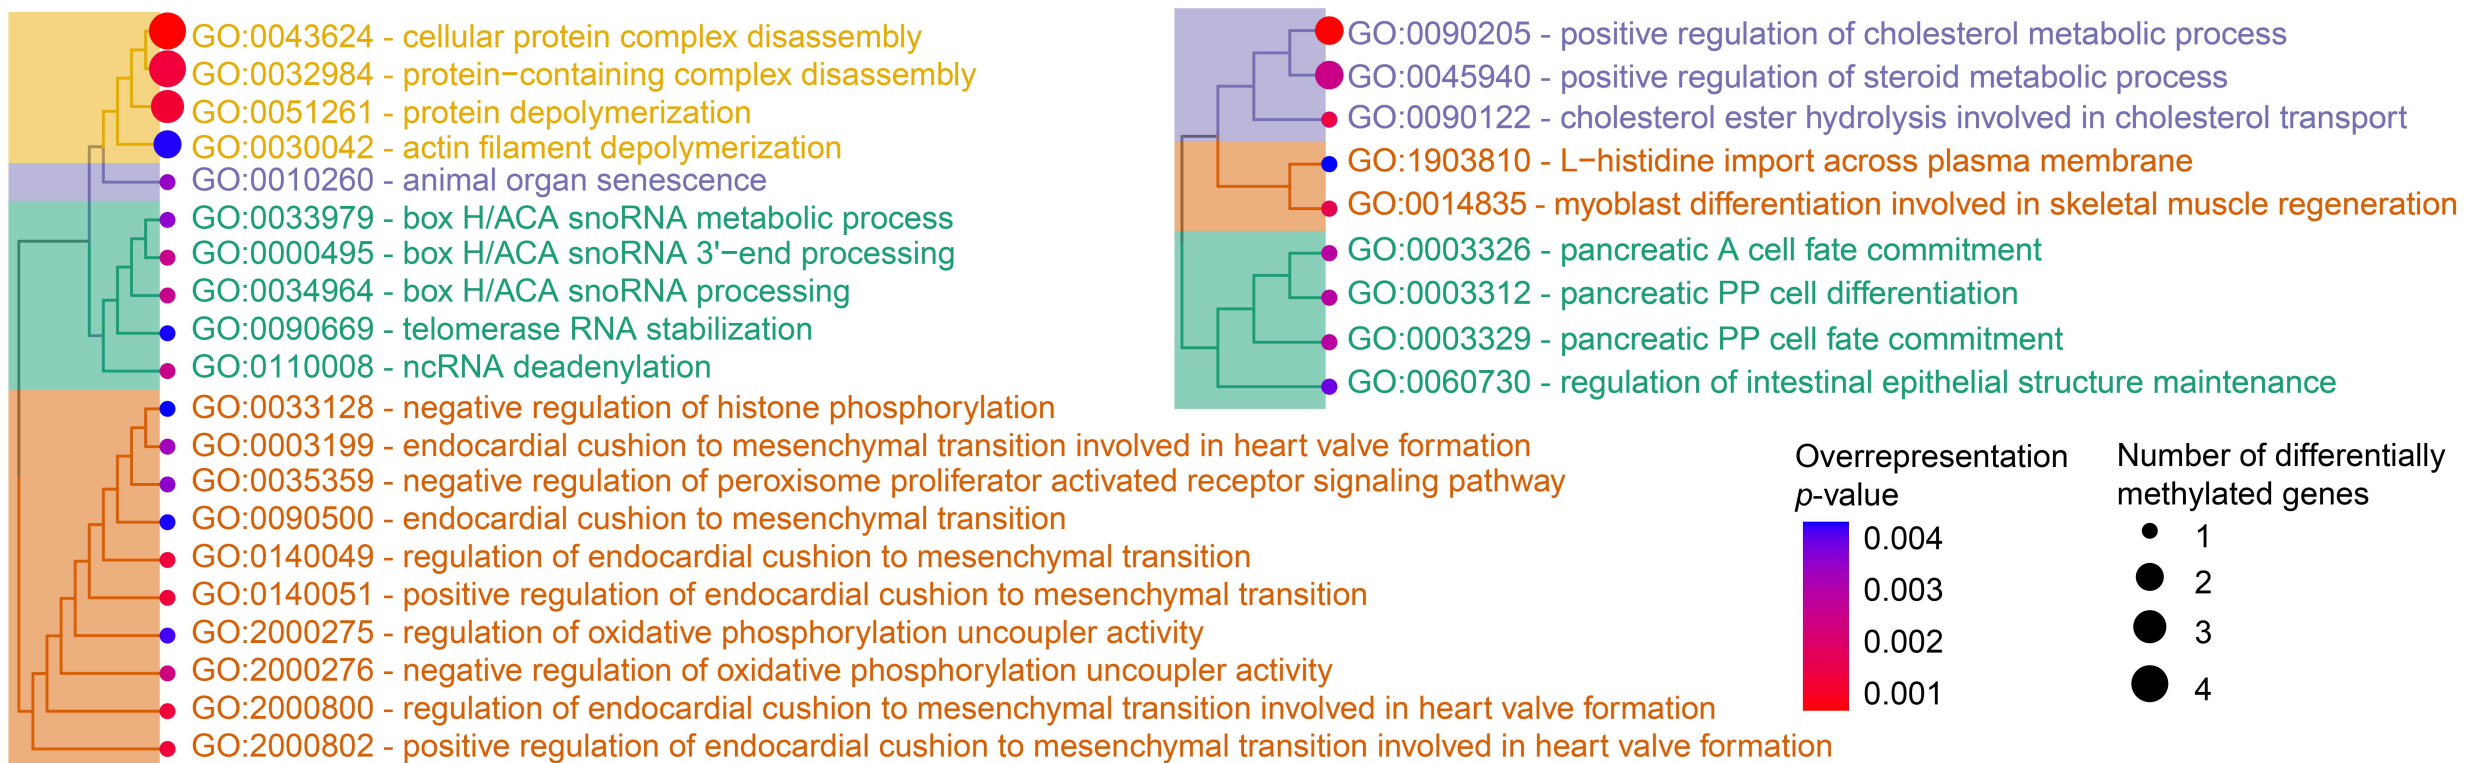 GO:0043624 - cellular protein complex disassembly
GO:0032984 - protein−containing complex disassembly
GO:0051261 - protein depolymerization
GO:0030042 - actin filament depolymerization
GO:0010260 - animal organ senescence
GO:0033979 - box H/ACA snoRNA metabolic process
GO:0000495 - box H/ACA snoRNA 3'−end processing
GO:0034964 - box H/ACA snoRNA processing
GO:0090669 - telomerase RNA stabilization
GO:0110008 - ncRNA deadenylation
GO:0033128 - negative regulation of histone phosphorylation
GO:0003199 - endocardial cushion to mesenchymal transition involved in heart valve formation
GO:0035359 - negative regulation of peroxisome proliferator activated receptor signaling pathway
GO:0090500 - endocardial cushion to mesenchymal transition
GO:0140049 - regulation of endocardial cushion to mesenchymal transition
GO:0140051 - positive regulation of endocardial cushion to mesenchymal transition
GO:2000275 - regulation of oxidative phosphorylation uncoupler activity
GO:2000276 - negative regulation of oxidative phosphorylation uncoupler activity
GO:2000800 - regulation of endocardial cushion to mesenchymal transition involved in heart valve formation
GO:2000802 - positive regulation of endocardial cushion to mesenchymal transition involved in heart valve formation
GO:0090205 - positive regulation of cholesterol metabolic process
GO:0045940 - positive regulation of steroid metabolic process
GO:0090122 - cholesterol ester hydrolysis involved in cholesterol transport
GO:1903810 - L−histidine import across plasma membrane
GO:0014835 - myoblast differentiation involved in skeletal muscle regeneration
GO:0003326 - pancreatic A cell fate commitment
GO:0003312 - pancreatic PP cell differentiation
GO:0003329 - pancreatic PP cell fate commitment
GO:0060730 - regulation of intestinal epithelial structure maintenance
Overrepresentation
p-value
0.004
0.003
0.002
0.001
Number of differentially
methylated genes
1
2
3
4